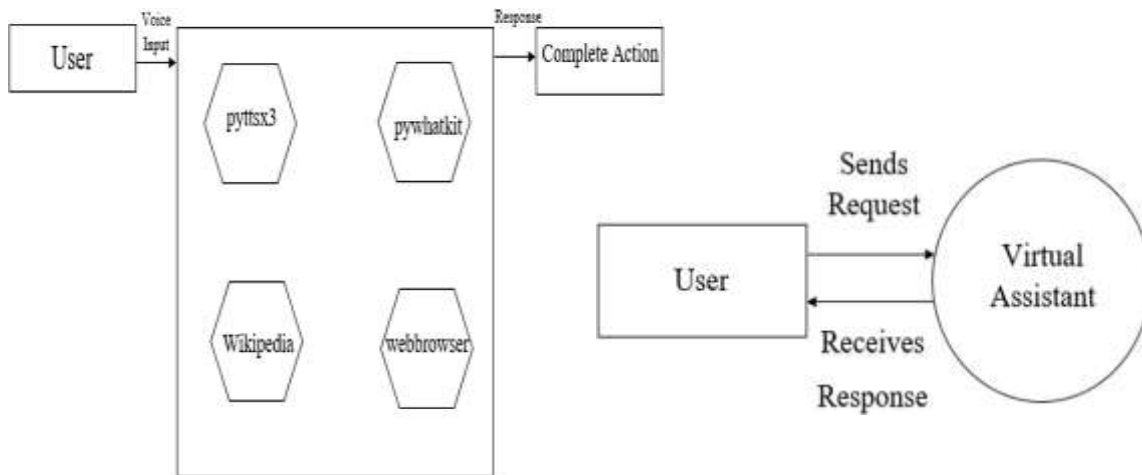 Voice
Input
User
Response
Complete Action
pyttsx3
pywhatkit
Wikipedia
webbrowser
Sends
Request
User
Virtual
Assistant
Receives
Response